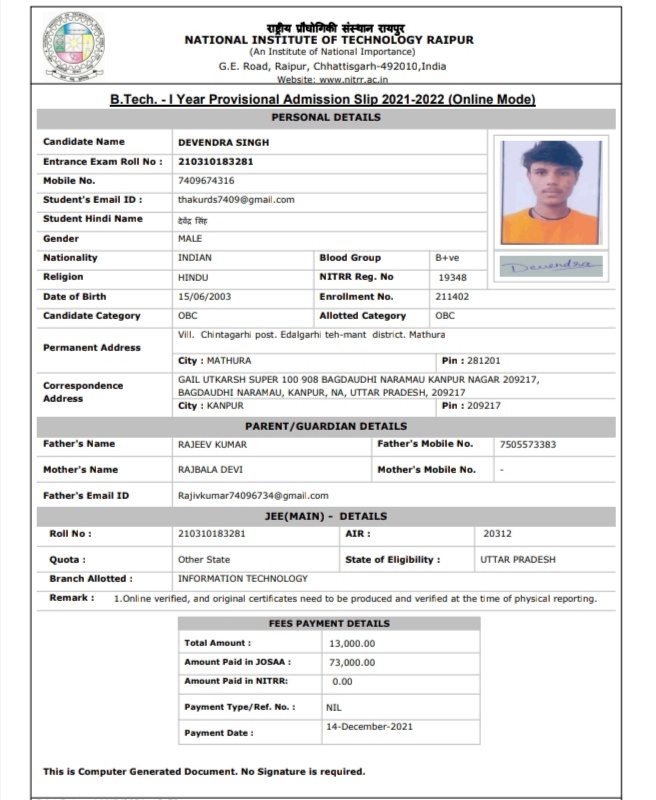 राष्ट्रीय प्रौद्योगिकी संस्थान रायपुर
NATIONAL INSTITUTE OF TECHNOLOGY RAIPUR
(An Institute of National Importance)
G.E. Road, Raipur, Chhattisgarh-492010,India
Website: www.nitrr.ac.in
B.Tech. - I Year Provisional Admission Slip 2021-2022 (Online Mode)
PERSONAL DETAILS
Candidate Name DEVENDRA SINGH
Entrance Exam Roll No : 210310183281
Mobile No. 7409674316
Student's Email ID : thakurds7409@gmail.com
Student Hindi Name देवेंद्र सिंह
Gender MALE
Nationality INDIAN Blood Group B+ve
Devendra
Religion HINDU NITRR Reg. No 19348
Date of Birth 15/06/2003 Enrollment No. 211402
Candidate Category OBC Allotted Category OBC
Permanent Address Vill. Chintagarhi post. Edalgarhi teh-mant district. Mathura
City : MATHURA Pin : 281201
Correspondence Address GAIL UTKARSH SUPER 100 908 BAGDAUDHI NARAMAU KANPUR NAGAR 209217,
BAGDAUDHI NARAMAU, KANPUR, NA, UTTAR PRADESH, 209217
City : KANPUR Pin : 209217
PARENT/GUARDIAN DETAILS
Father's Name RAJEEV KUMAR Father's Mobile No. 7505573383
Mother's Name RAJBALA DEVI Mother's Mobile No. -
Father's Email ID Rajivkumar74096734@gmail.com
JEE(MAIN) - DETAILS
Roll No : 210310183281 AIR : 20312
Quota : Other State State of Eligibility : UTTAR PRADESH
Branch Allotted : INFORMATION TECHNOLOGY
Remark : 1.Online verified, and original certificates need to be produced and verified at the time of physical reporting.
FEES PAYMENT DETAILS
Total Amount : 13,000.00
Amount Paid in JOSAA : 73,000.00
Amount Paid in NITRR: 0.00
Payment Type/Ref. No. : NIL
Payment Date : 14-December-2021
This is Computer Generated Document. No Signature is required.